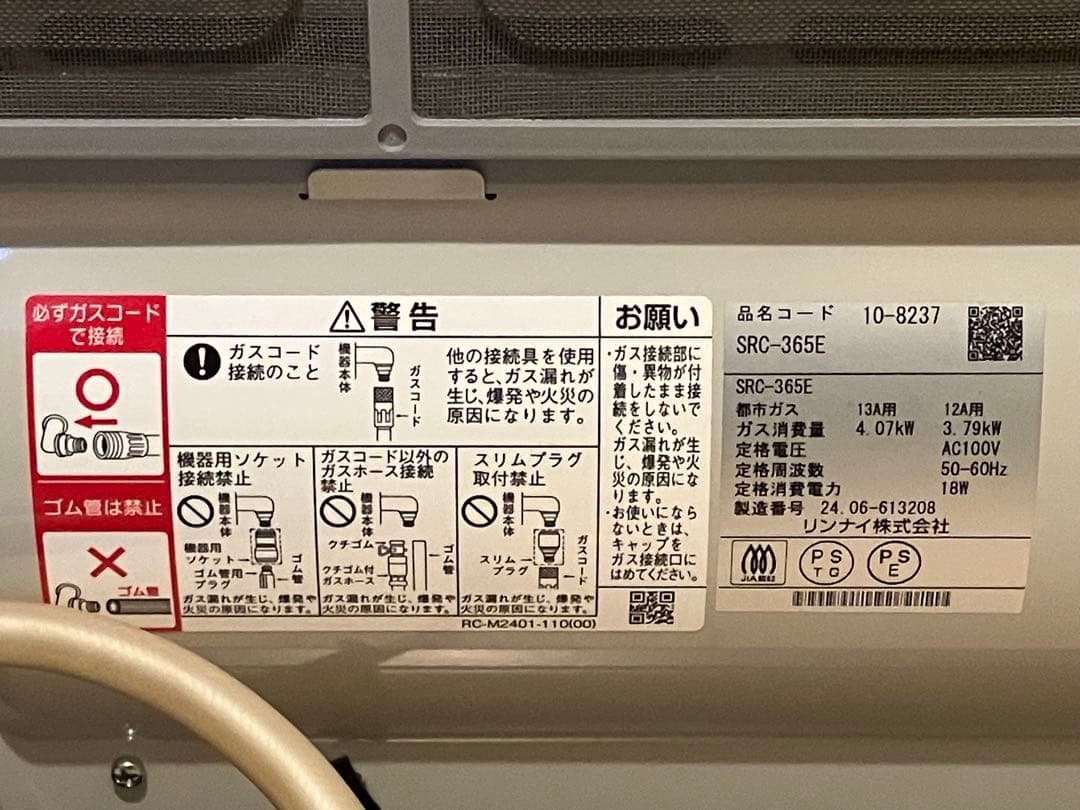 必ずガスコード
で接続
ゴム管は禁止
ゴム管
警告
ガスコード
接続のこと
機器本体
ガスコード
他の接続具を使用
すると、ガス漏れが
生じ、爆発や火災の
原因になります。
機器用ソケット
接続禁止
機器本体
機器用
ソケット
ゴム管用
プラグ
ゴム管
ガス漏れが生じ、爆発や
火災の原因になります。
ガスコード以外の
ガスホース接続
禁止
機器本体
クチゴム
クチゴム付
ガスホース
ゴム管
ガス漏れが生じ、爆発や
火災の原因になります。
スリムプラグ
取付禁止
機器本体
スリム
プラグ
ガスコード
ガス漏れが生じ、爆発や
火災の原因になります。
RC-M2401-110(00)
お願い
・ガス接続部に
傷・異物が付
着したまま接
続をしないで
ください。
ガス漏れが生
じ、爆発や火
災の原因にな
ります。
・お使いになら
ないときは、
キャップを
ガス接続口に
はめてください。
品名コード 10-8237
SRC-365E
SRC-365E
都市ガス 13A用 12A用
ガス消費量 4.07kW 3.79kW
定格電圧 AC100V
定格周波数 50-60Hz
定格消費電力 18W
製造番号 24.06-613208
リンナイ株式会社
JIA認証
PS
TG
PS
E